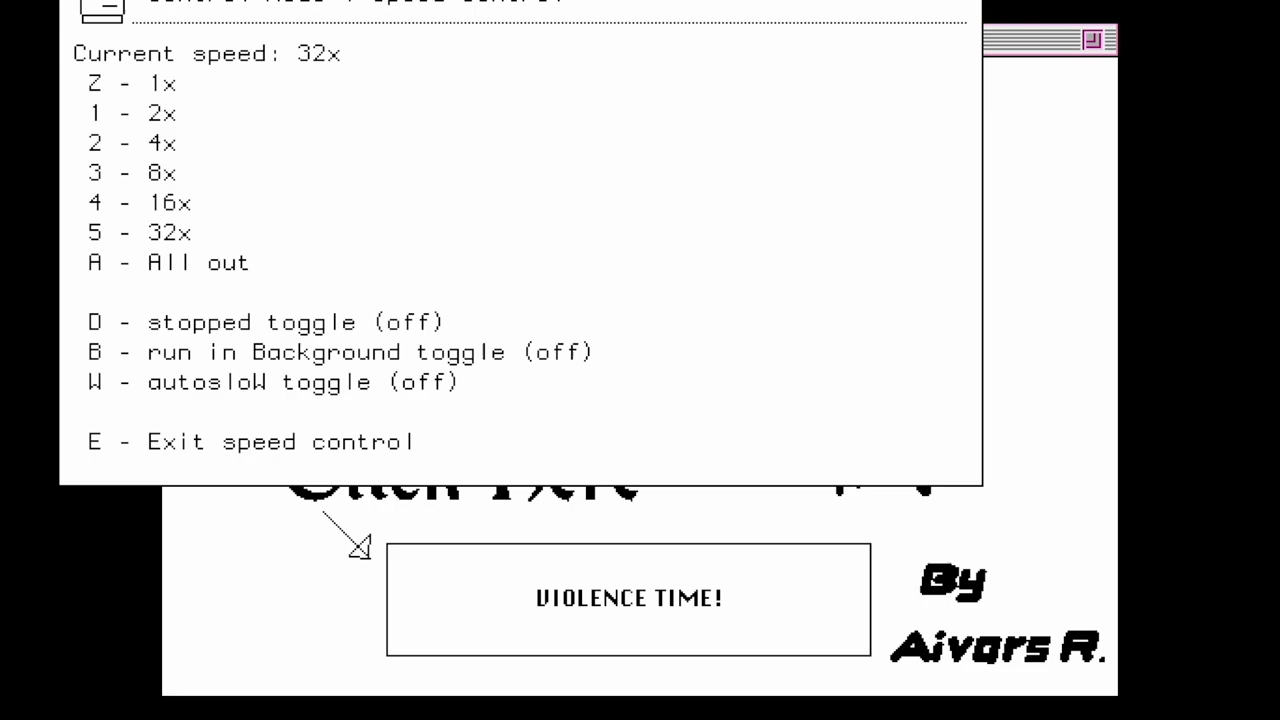 Current speed: 32x
Z - 1x
1 - 2x
2 - 4x
3 - 8x
4 - 16x
5 - 32x
A - All out
D - stopped toggle (off)
B - run in Background toggle (off)
W - autosloW toggle (off)
E - Exit speed control
VIOLENCE TIME!
By
Aivars R.